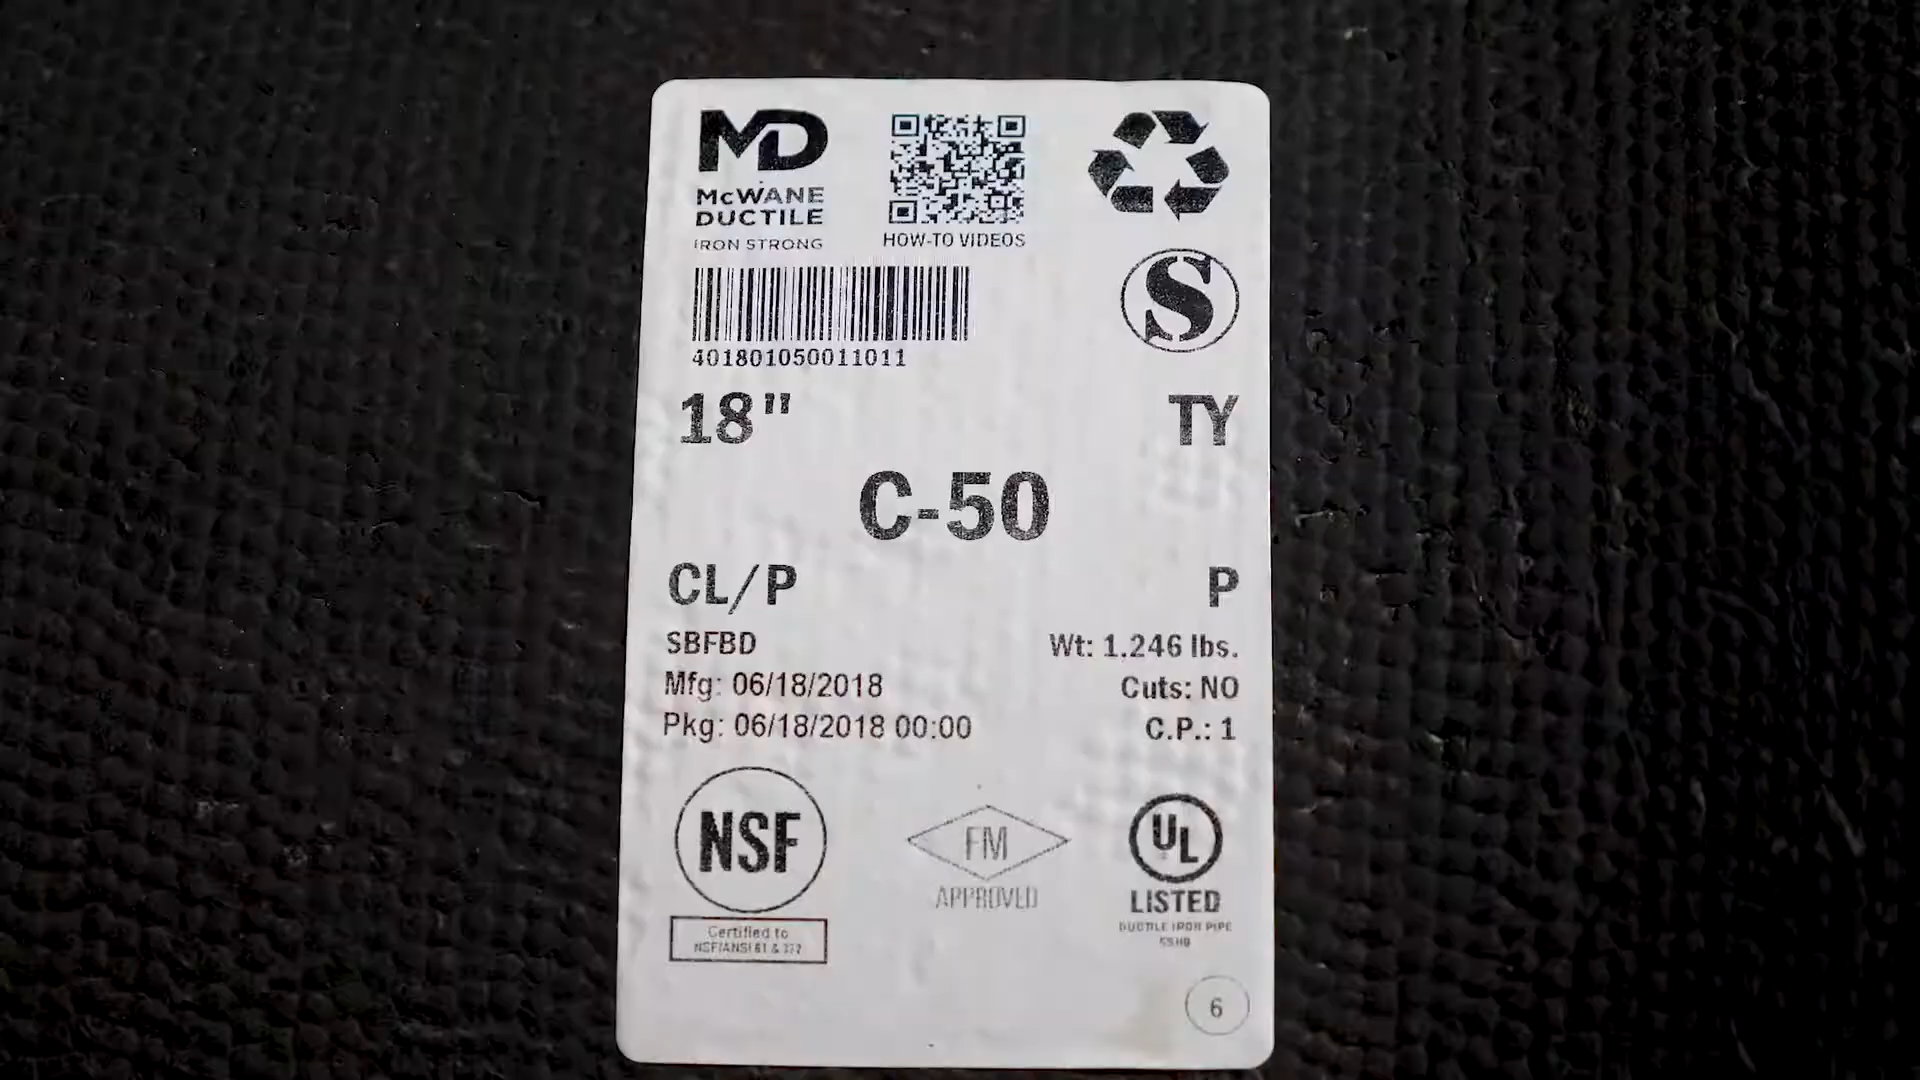 MD
McWANE
DUCTILE
IRON STRONG
HOW-TO VIDEOS
S
401801050011011
18" TY
C-50
CL/P P
SBFBD Wt: 1.246 lbs.
Mfg: 06/18/2018 Cuts: NO
Pkg: 06/18/2018 00:00 C.P.: 1
NSF
Certified to
NSF/ANSI 61 & 372
FM
APPROVED
UL
LISTED
DUCTILE IRON PIPE
6